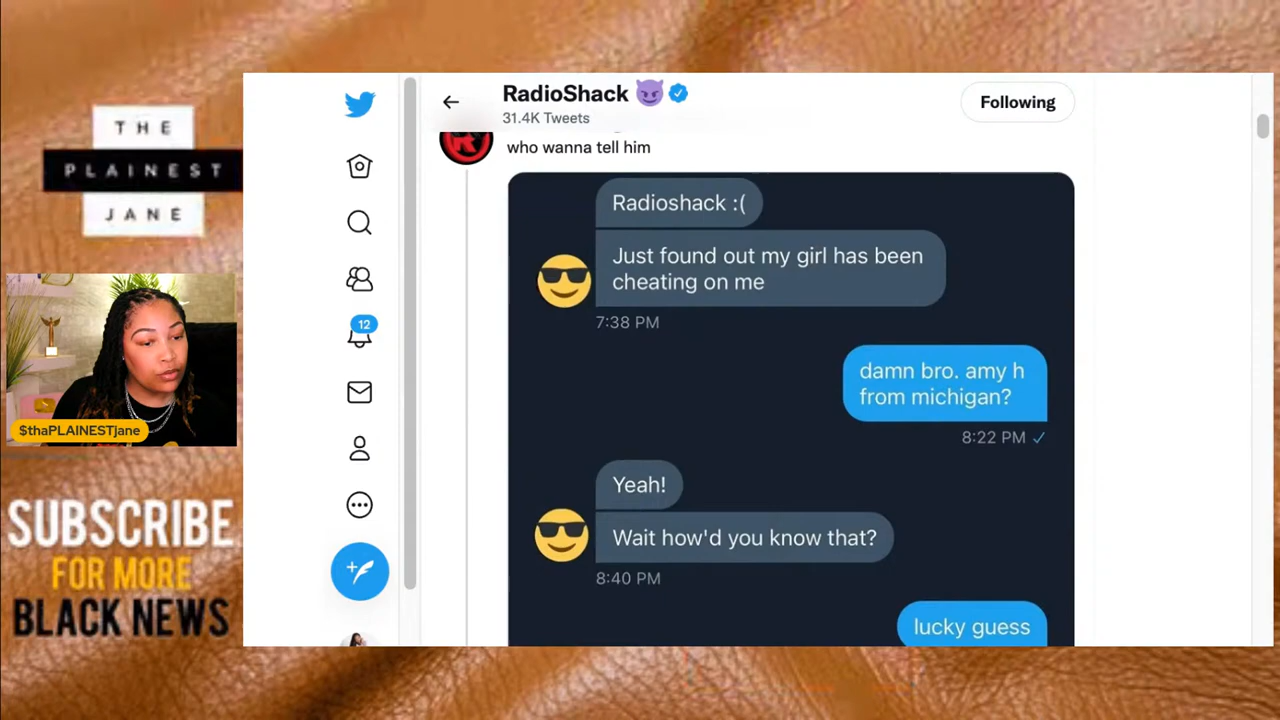 THE
PLAINEST
JANE
$thaPLAINESTjane
SUBSCRIBE
FOR MORE
BLACK NEWS
12
RadioShack 😈
31.4K Tweets
Following
who wanna tell him
Radioshack :(
Just found out my girl has been
cheating on me
7:38 PM
damn bro. amy h
from michigan?
8:22 PM ✓
Yeah!
Wait how'd you know that?
8:40 PM
lucky guess